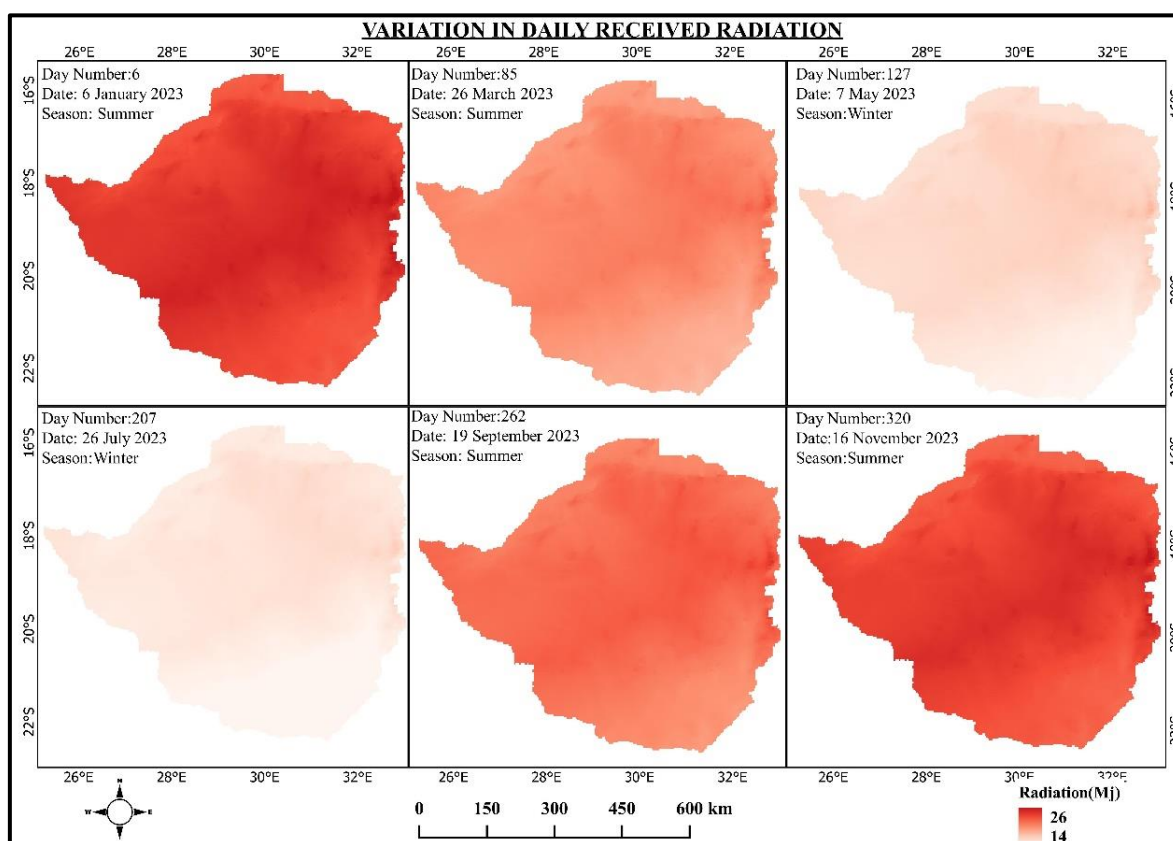 VARIATION IN DAILY RECEIVED RADIATION
26°E 28°E 30°E 32°E 26°E 28°E 30°E 32°E 26°E 28°E 30°E 32°E
Day Number:6
Date: 6 January 2023
Season: Summer
Day Number:85
Date: 26 March 2023
Season: Summer
Day Number:127
Date: 7 May 2023
Season:Winter
16°S
18°S
20°S
22°S
Day Number:207
Date: 26 July 2023
Season:Winter
Day Number:262
Date: 19 September 2023
Season: Summer
Day Number:320
Date:16 November 2023
Season:Summer
16°S
18°S
20°S
22°S
26°E 28°E 30°E 32°E 26°E 28°E 30°E 32°E 26°E 28°E 30°E 32°E
N
W E
S
0 150 300 450 600 km
Radiation(Mj)
26
14